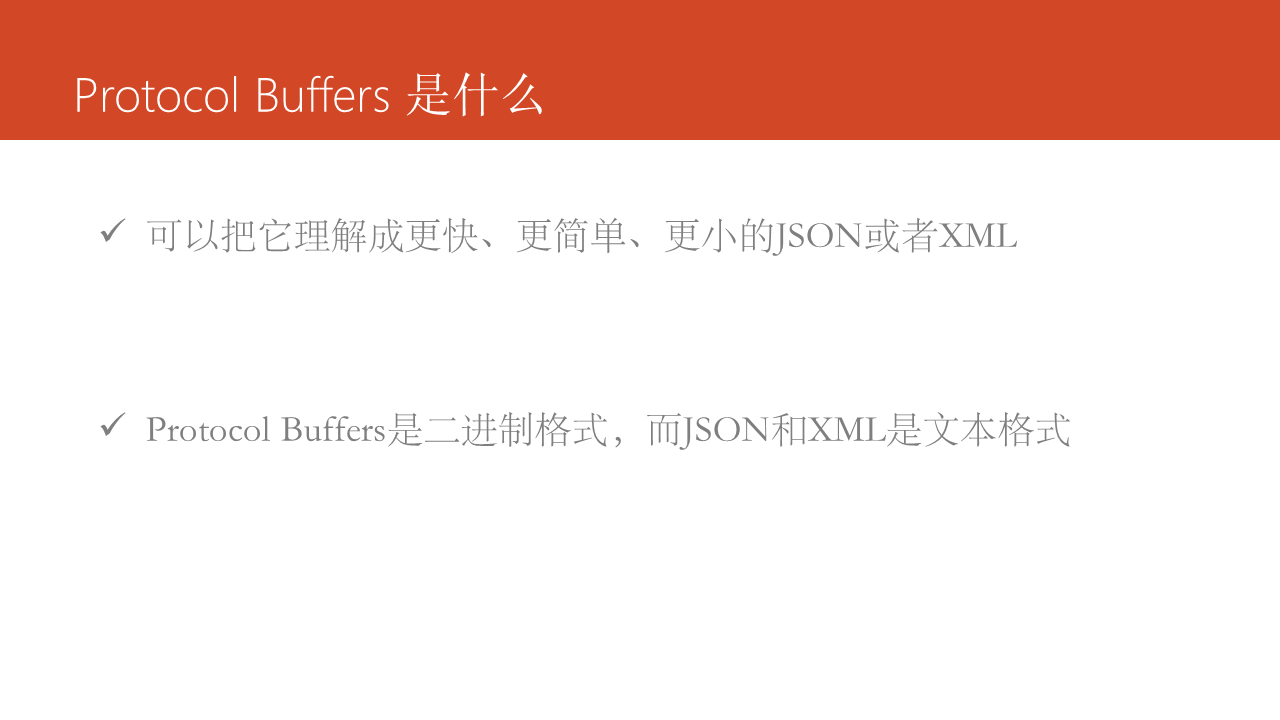 Protocol Buffers 是什么
✓ 可以把它理解成更快、更简单、更小的JSON或者XML
✓ Protocol Buffers是二进制格式，而JSON和XML是文本格式